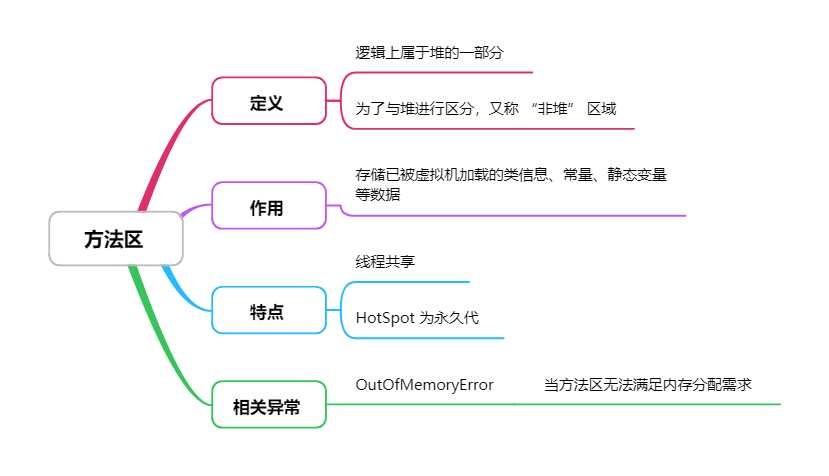 方法区
定义
逻辑上属于堆的一部分
为了与堆进行区分，又称 “非堆” 区域
作用
存储已被虚拟机加载的类信息、常量、静态变量
等数据
特点
线程共享
HotSpot 为永久代
相关异常
OutOfMemoryError
当方法区无法满足内存分配需求